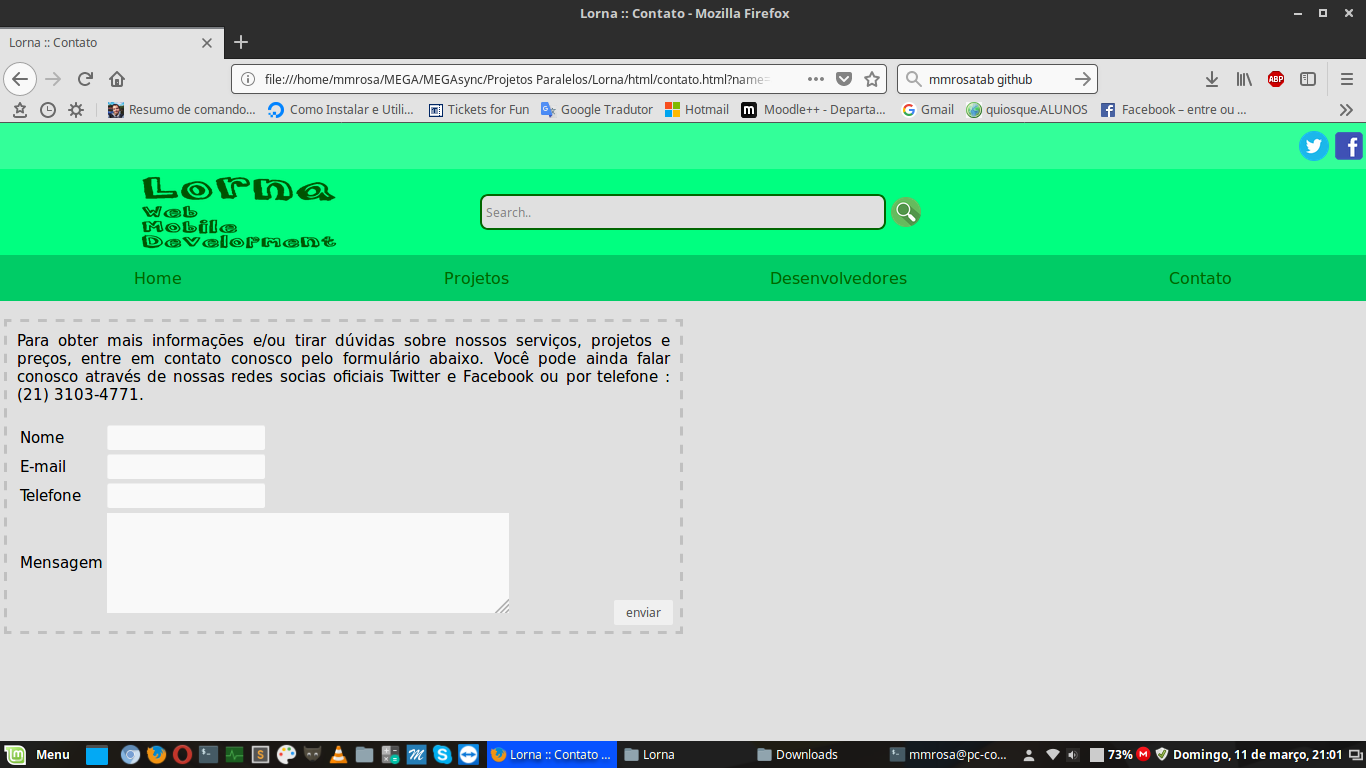 Lorna :: Contato - Mozilla Firefox
Lorna :: Contato
file:///home/mmrosa/MEGA/MEGAsync/Projetos Paralelos/Lorna/html/contato.html?name=
mmrosatab github
ABP
Resumo de comando... Como Instalar e Utili... Tickets for Fun Google Tradutor Hotmail Moodle++ - Departa... Gmail quiosque.ALUNOS Facebook – entre ou ...
Lorna
Web
Mobile
Development
Search..
Home Projetos Desenvolvedores Contato
Para obter mais informações e/ou tirar dúvidas sobre nossos serviços, projetos e
preços, entre em contato conosco pelo formulário abaixo. Você pode ainda falar
conosco através de nossas redes socias oficiais Twitter e Facebook ou por telefone :
(21) 3103-4771.
Nome
E-mail
Telefone
Mensagem
enviar
Menu Lorna :: Contato ... Lorna Downloads mmrosa@pc-co... 73% Domingo, 11 de março, 21:01